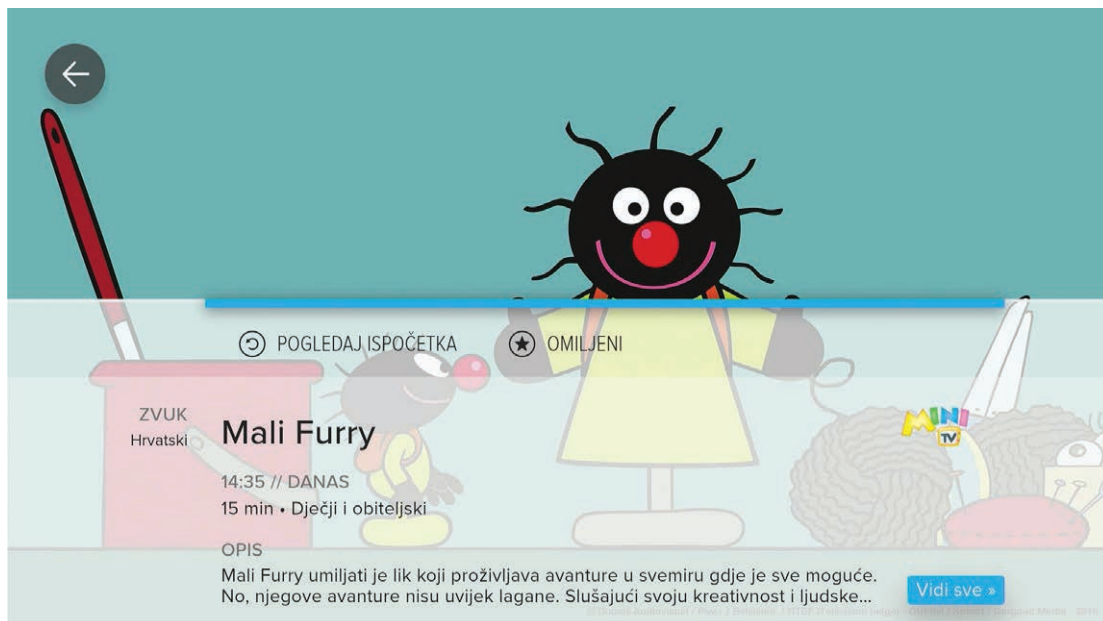 POGLEDAJ ISPOČETKA
OMILJENI
ZVUK
Hrvatski
Mali Furry
MINI
TV
14:35 // DANAS
15 min • Dječji i obiteljski
OPIS
Mali Furry umiljati je lik koji proživljava avanture u svemiru gdje je sve moguće.
No, njegove avanture nisu uvijek lagane. Slušajući svoju kreativnost i ljudske...
Vidi sve »